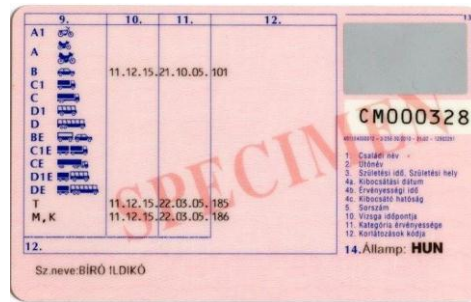 9. 10. 11. 12.
A1
A
B 11.12.15. 21.10.05. 101
C1
C
D1
D
BE
C1E
CE
D1E
DE
T 11.12.15. 22.03.05. 185
M,K 11.12.15. 22.03.05. 186
12.
Sz.neve:BÍRÓ ILDIKÓ
SPECIMEN
CM000328
1. Családi név
2. Utónév
3. Születési idő, Születési hely
4a. Kibocsátási dátum
4b. Érvényességi idő
4c. Kibocsátó hatóság
5. Sorszám
10. Vizsga időpontja
11. Kategória érvényessége
12. Korlátozások kódja
14.Államp: HUN